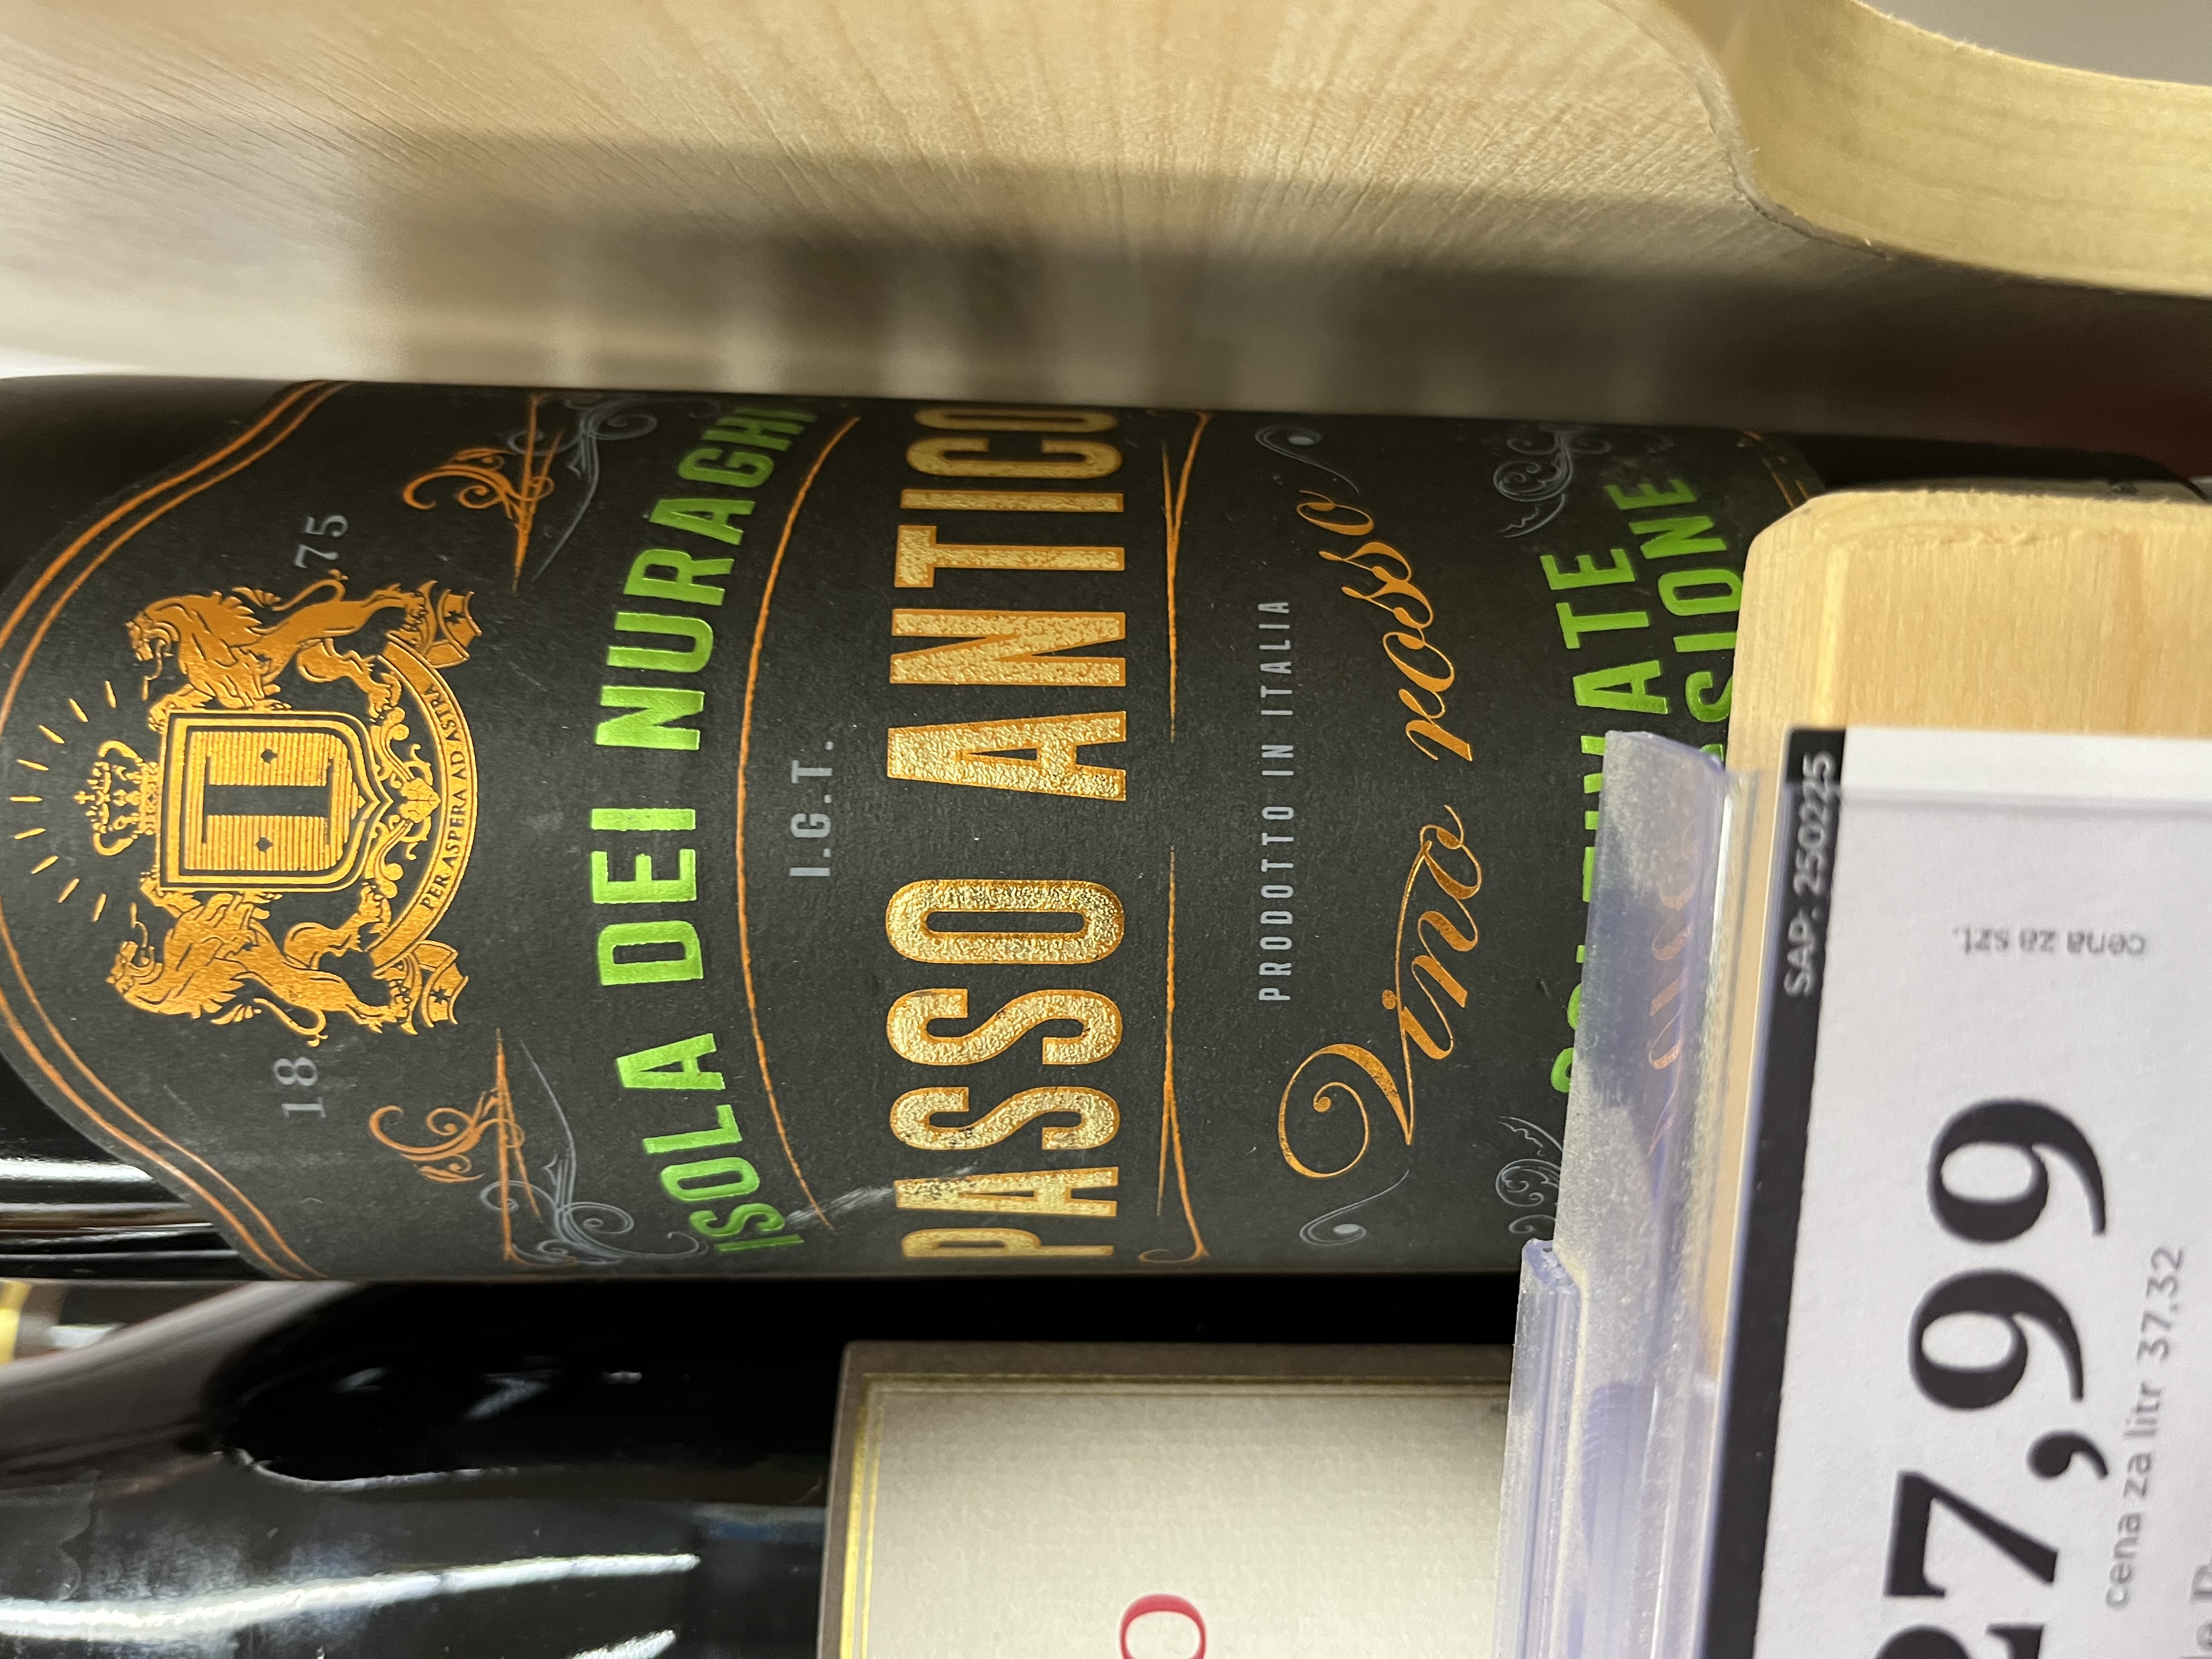 18 75
PER ASPERA AD ASTRA
ISOLA DEI NURAGHI
I.G.T.
PASSO ANTICO
PRODOTTO IN ITALIA
Vino rosso
SAP: 250225
cena za szt.
27,99
cena za litr 37,32